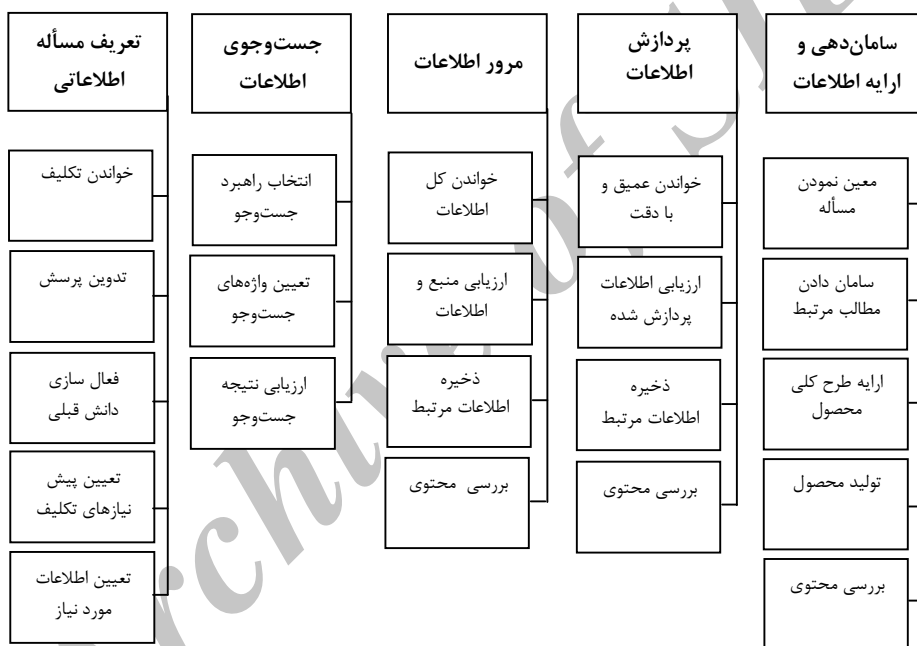 تعریف مسأله
اطلاعاتی
خواندن تکلیف
تدوین پرسش
فعال سازی
دانش قبلی
تعیین پیش
نیازهای تکلیف
تعیین اطلاعات
مورد نیاز
جست‌وجوی
اطلاعات
انتخاب راهبرد
جست‌وجو
تعیین واژه‌های
جست‌وجو
ارزیابی نتیجه
جست‌وجو
مرور اطلاعات
خواندن کل
اطلاعات
ارزیابی منبع و
اطلاعات
ذخیره
اطلاعات مرتبط
بررسی محتوی
پردازش
اطلاعات
خواندن عمیق و
با دقت
ارزیابی اطلاعات
پردازش شده
ذخیره
اطلاعات مرتبط
بررسی محتوی
سامان‌دهی و
ارایه اطلاعات
معین نمودن
مسأله
سامان دادن
مطالب مرتبط
ارایه طرح کلی
محصول
تولید محصول
بررسی محتوی
Archive of